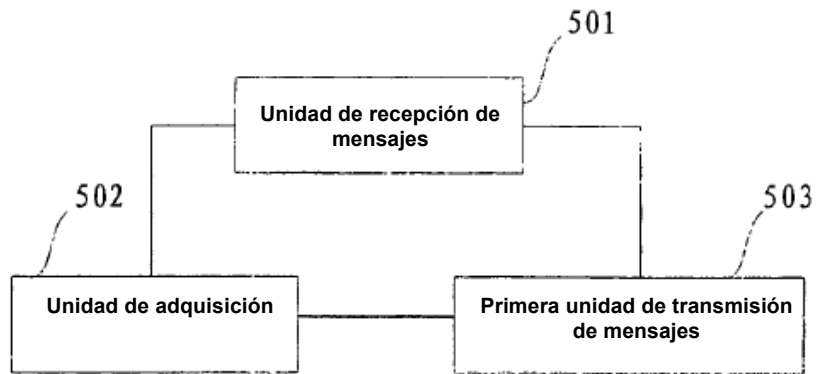 501
Unidad de recepción de
mensajes
502
503
Unidad de adquisición
Primera unidad de transmisión
de mensajes